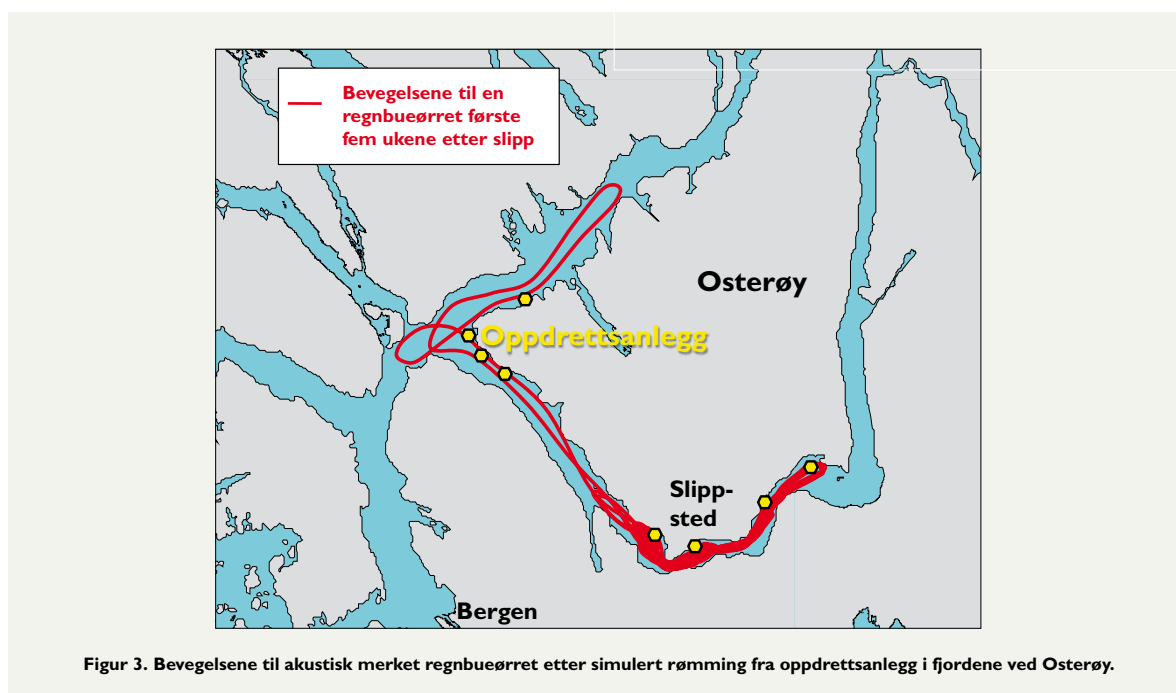 Bevegelsene til en
regnbueørret første
fem ukene etter slipp
Osterøy
Oppdrettsanlegg
Slipp-
sted
Bergen
Figur 3. Bevegelsene til akustisk merket regnbueørret etter simulert rømming fra oppdrettsanlegg i fjordene ved Osterøy.